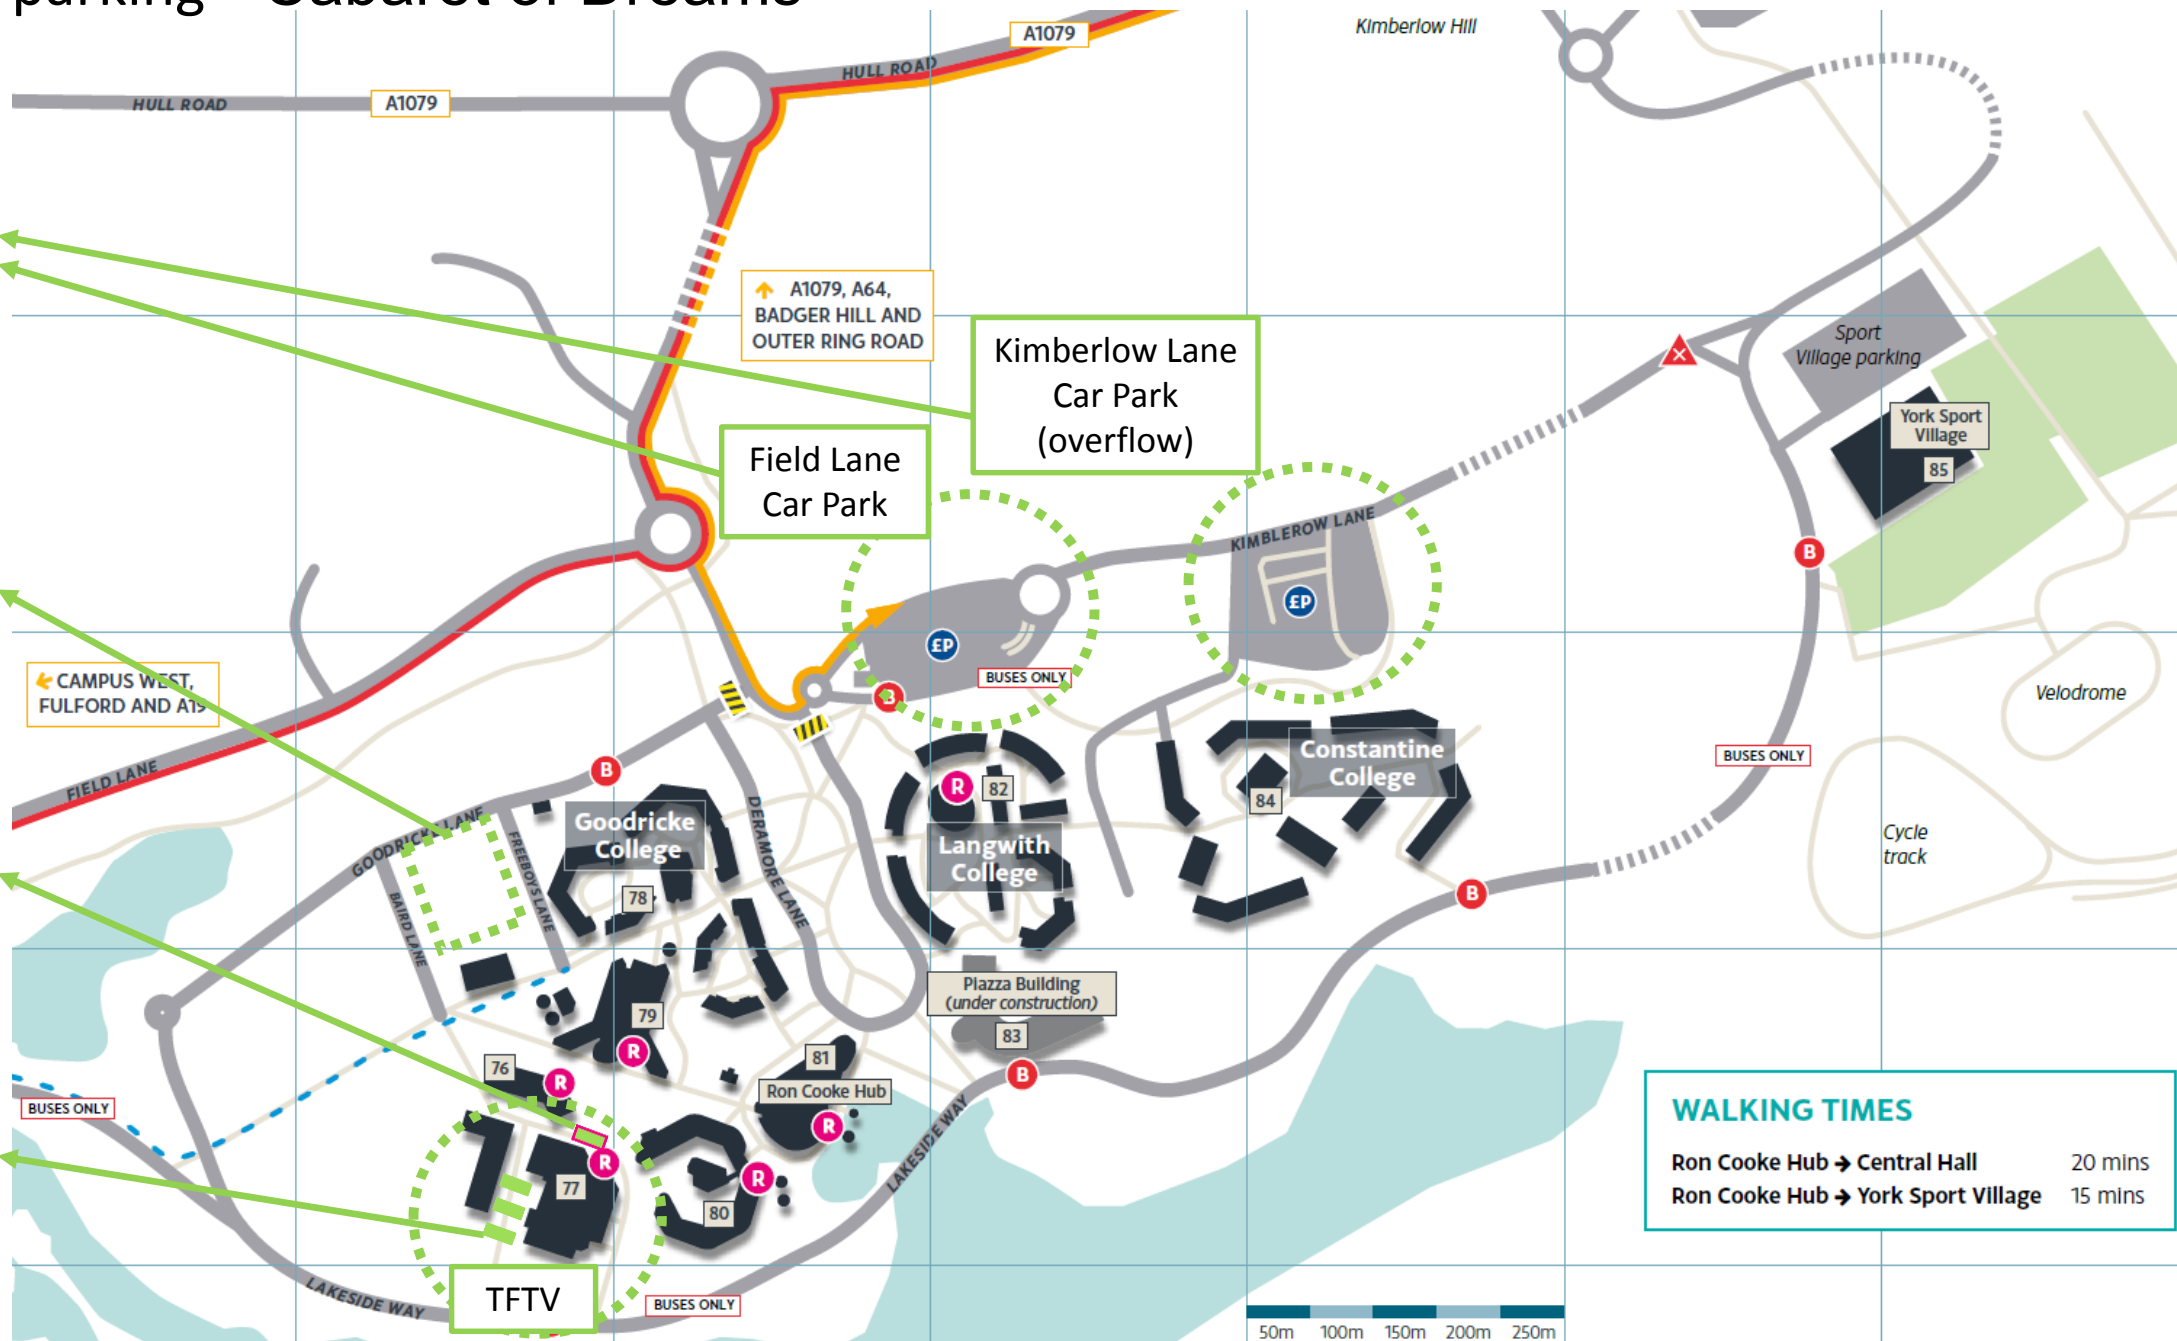 parking – Cabaret of Dreams
Kimberlow Hill
A1079
HULL ROAD
A1079
HULL ROAD
A1079, A64,
BADGER HILL AND
OUTER RING ROAD
Kimberlow Lane
Car Park
(overflow)
Sport
Village parking
York Sport
Village
85
Field Lane
Car Park
KIMBLEROW LANE
B
£P
£P
BUSES ONLY
B
CAMPUS WEST,
FULFORD AND A19
Velodrome
BUSES ONLY
FIELD LANE
B
Constantine
College
84
R
82
Langwith
College
Goodricke
College
78
GOODRICKE LANE
FREEBOYS LANE
BAIRD LANE
DERAMORE LANE
Cycle
track
B
Piazza Building
(under construction)
83
B
79
R
81
Ron Cooke Hub
R
76
R
BUSES ONLY
R
77
R
80
LAKESIDE WAY
WALKING TIMES
Ron Cooke Hub → Central Hall 20 mins
Ron Cooke Hub → York Sport Village 15 mins
TFTV
LAKESIDE WAY
BUSES ONLY
50m 100m 150m 200m 250m